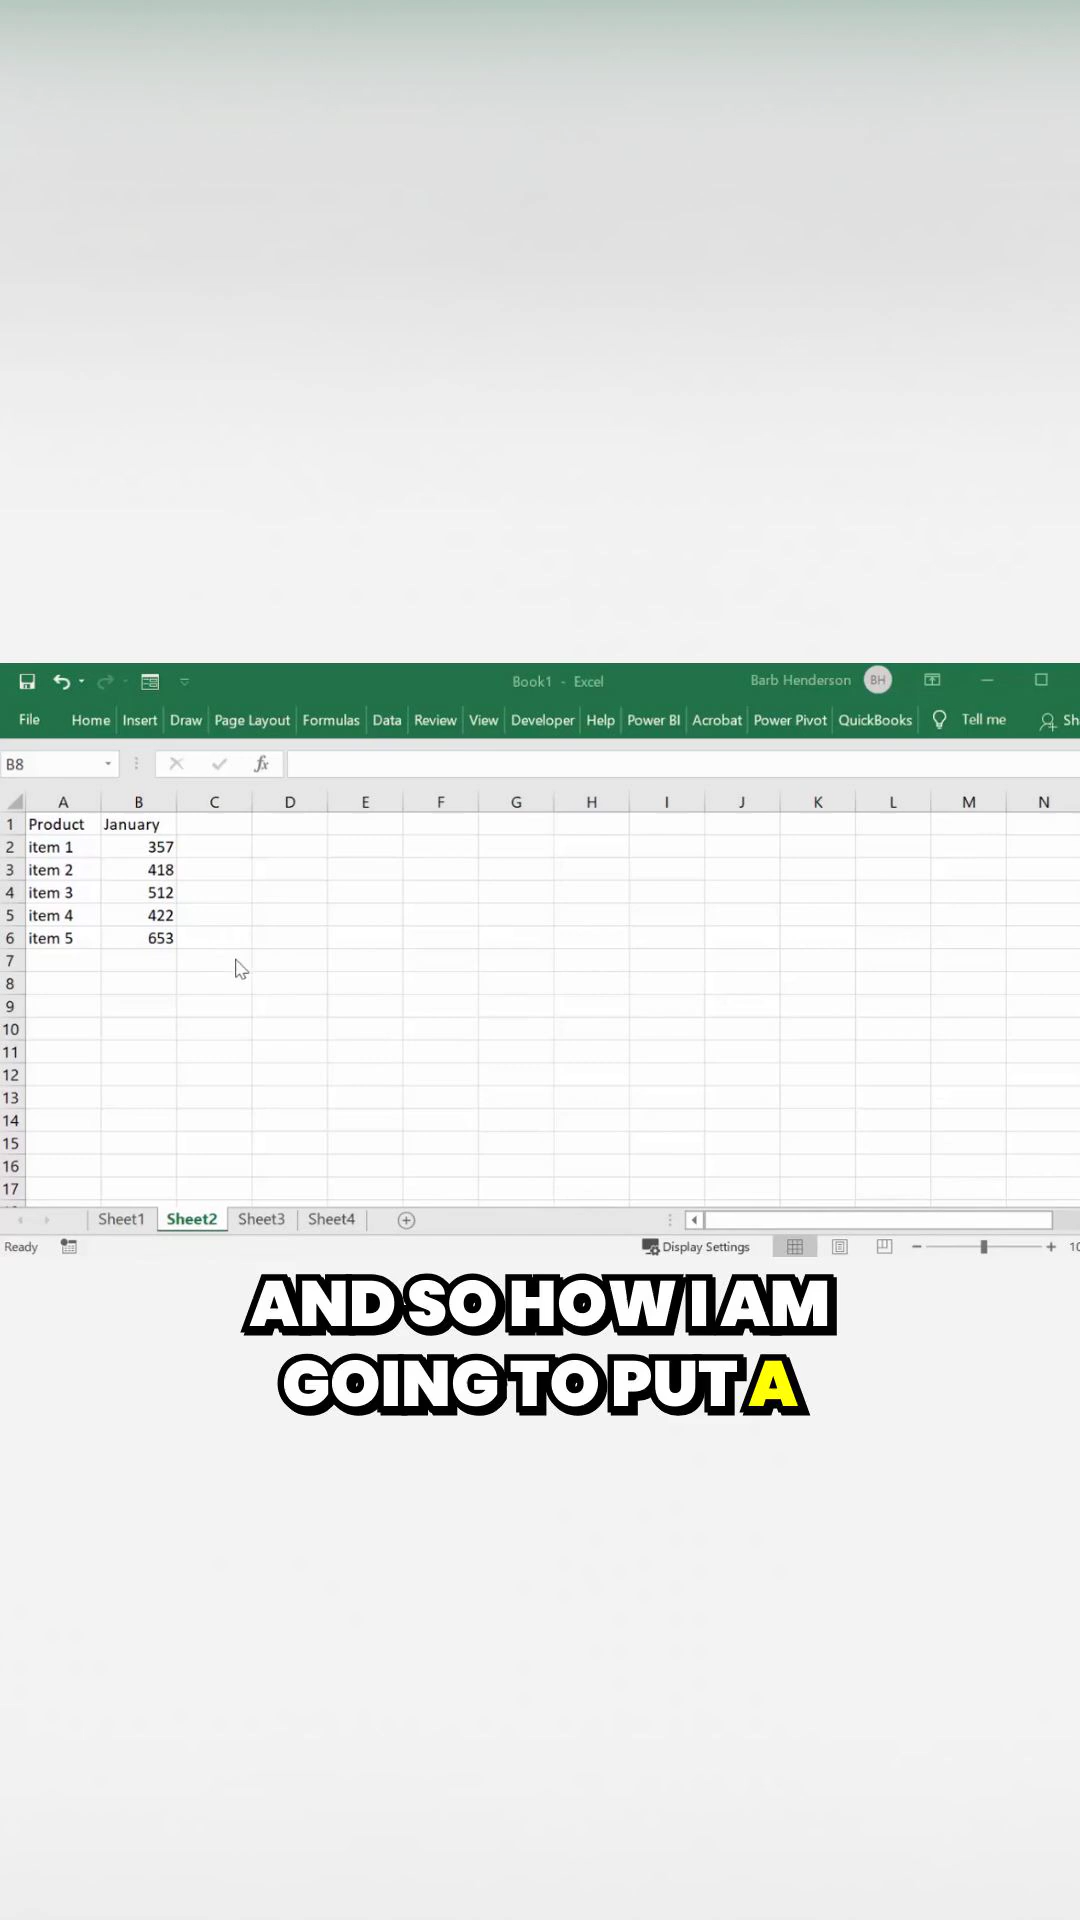 Book1 - Excel
Barb Henderson
BH
File Home Insert Draw Page Layout Formulas Data Review View Developer Help Power BI Acrobat Power Pivot QuickBooks Tell me Sh
B8 fx
A B C D E F G H I J K L M N
1 Product January
2 item 1 357
3 item 2 418
4 item 3 512
5 item 4 422
6 item 5 653
7
8
9
10
11
12
13
14
15
16
17
Sheet1 Sheet2 Sheet3 Sheet4
Ready Display Settings 10
AND SO HOW I AM
GOING TO PUT A